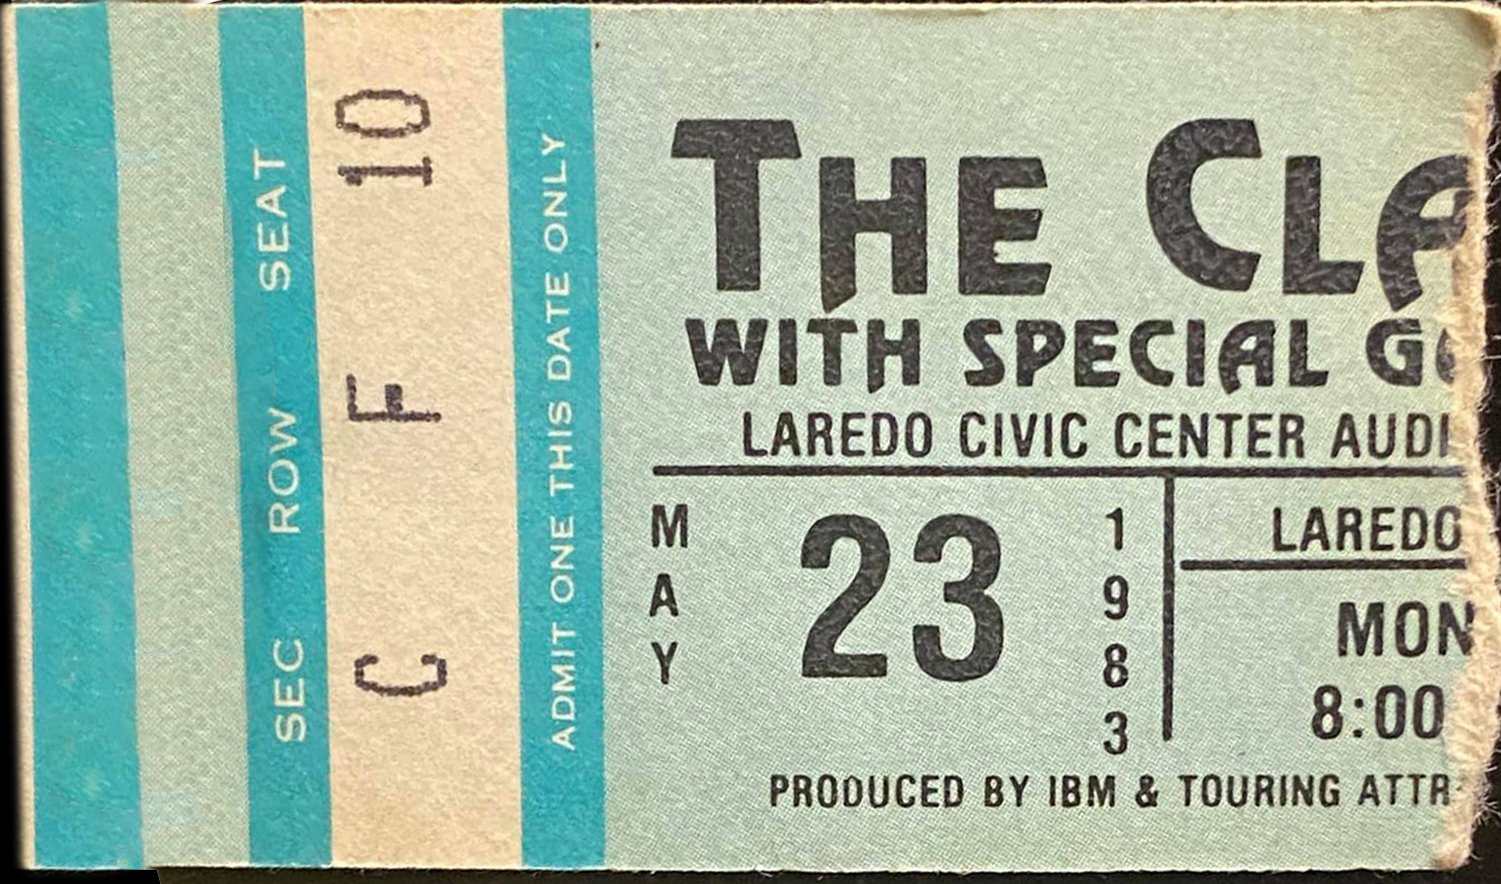 SEC ROW SEAT
C F 10
ADMIT ONE THIS DATE ONLY
THE CLA
WITH SPECIAL G
LAREDO CIVIC CENTER AUDI
MAY
23
1983
LAREDO
MON
8:00
PRODUCED BY IBM & TOURING ATTR